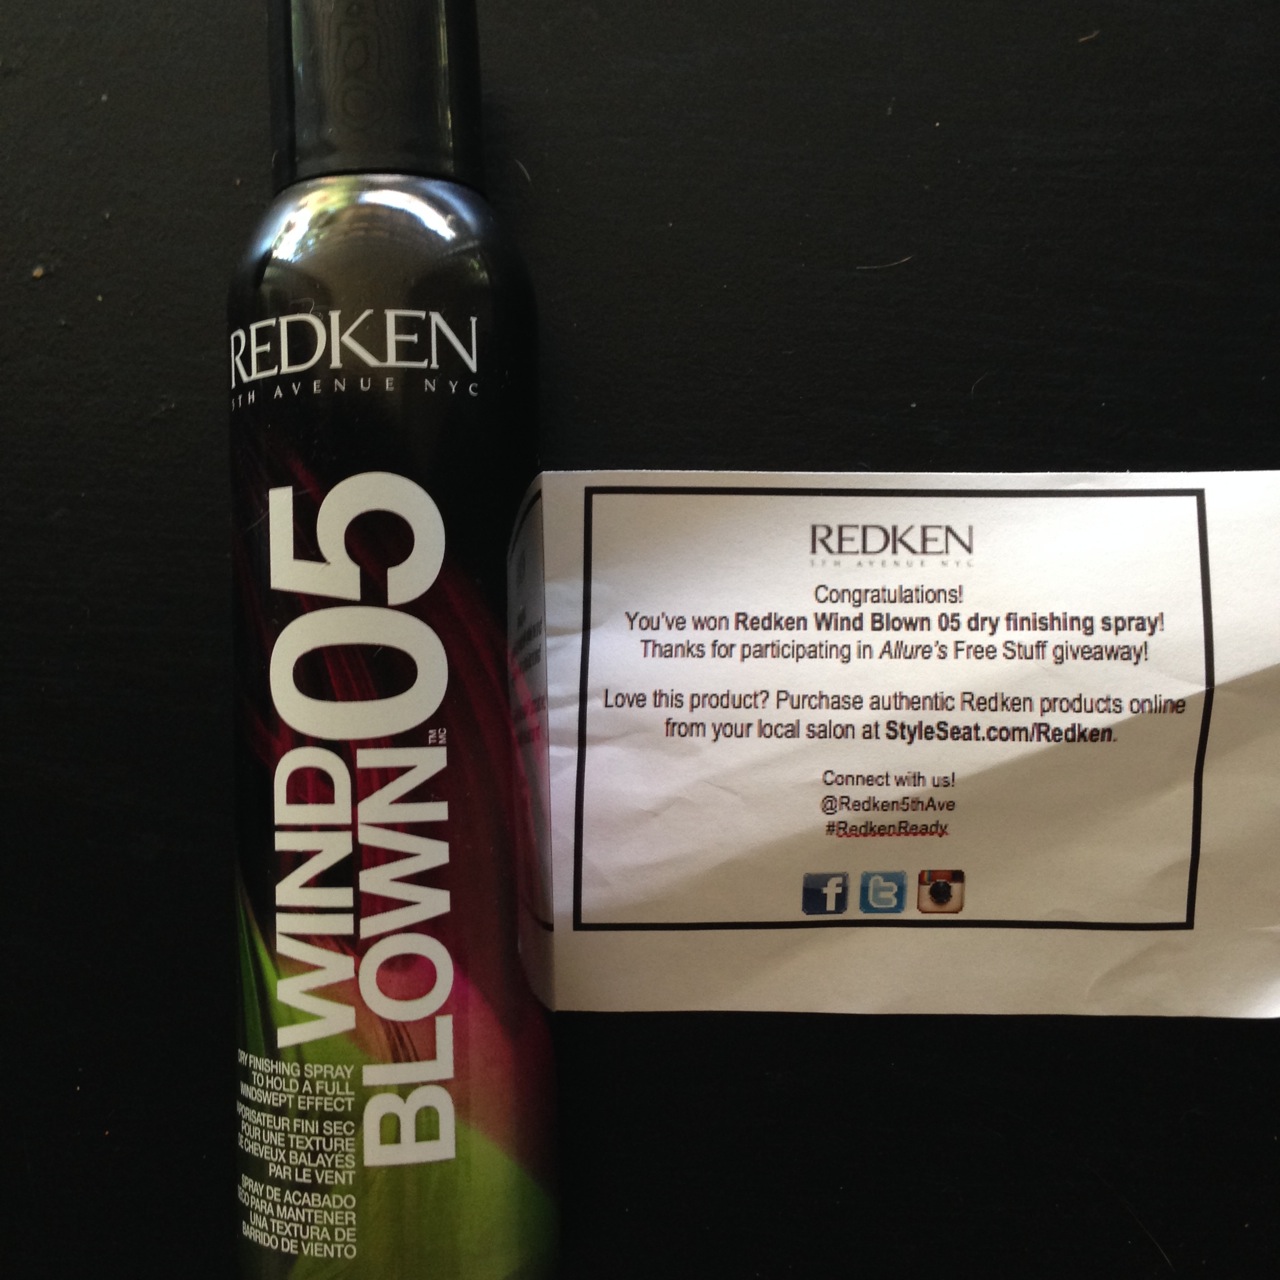 REDKEN
5TH AVENUE NYC
WIND
BLOWN
05
TM
MC
DRY FINISHING SPRAY
TO HOLD A FULL
WINDSWEPT EFFECT
VAPORISATEUR FINI SEC
POUR UNE TEXTURE
DE CHEVEUX BALAYÉS
PAR LE VENT
SPRAY DE ACABADO
SECO PARA MANTENER
UNA TEXTURA DE
BARRIDO DE VIENTO
REDKEN
5TH AVENUE NYC
Congratulations!
You've won Redken Wind Blown 05 dry finishing spray!
Thanks for participating in Allure's Free Stuff giveaway!
Love this product? Purchase authentic Redken products online
from your local salon at StyleSeat.com/Redken.
Connect with us!
@Redken5thAve
#RedkenReady